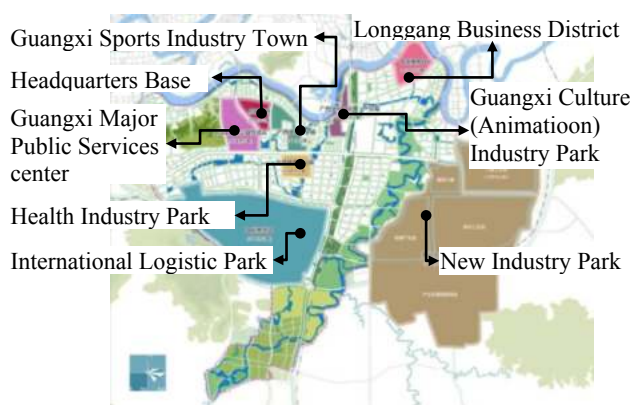 Guangxi Sports Industry Town
Longgang Business District
Headquarters Base
Guangxi Major
Public Services
center
Guangxi Culture
(Animatioon)
Industry Park
Health Industry Park
International Logistic Park
New Industry Park